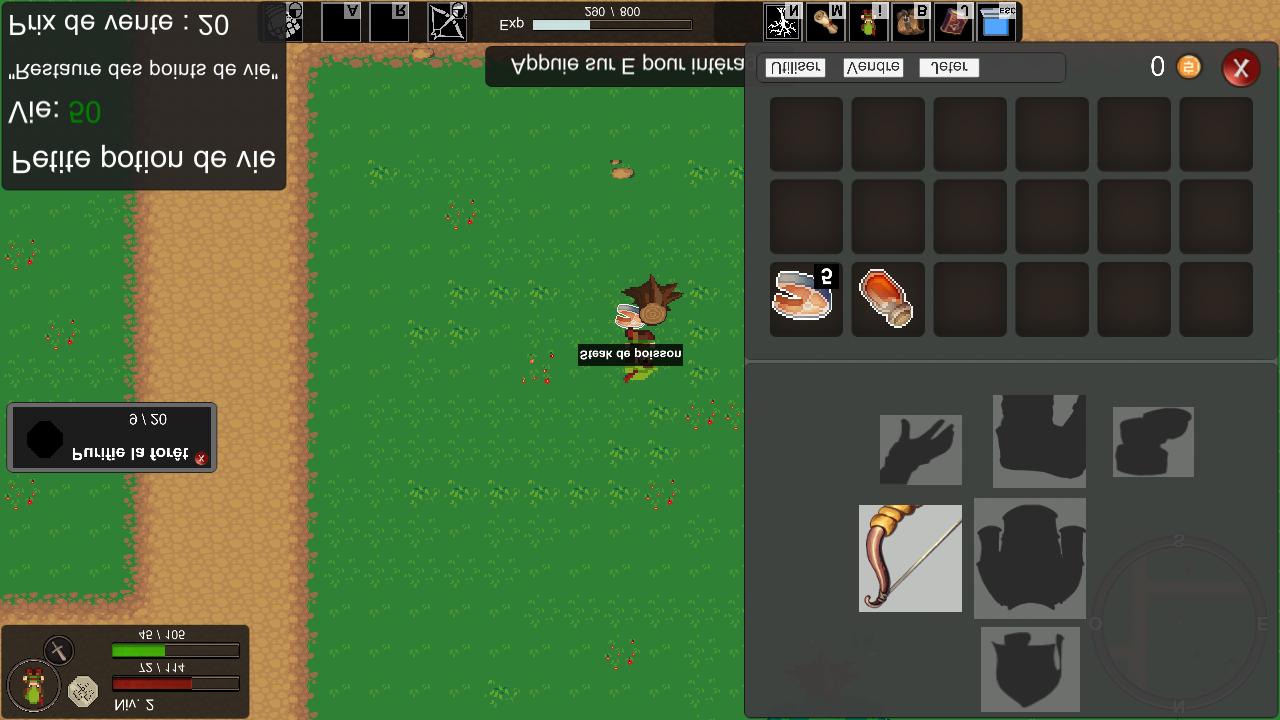 Niv. 2
72 / 114
45 / 105
N
O
E
S
Purifie la forêt
x
9 / 20
Steak de poisson
5
Petite potion de vie
Vie: 50
"Restaure des points de vie"
Prix de vente : 20
Appuie sur E pour intéra
Utiliser
Vendre
Jeter
0
X
A
R
Exp
290 / 800
N
M
I
B
J
esc